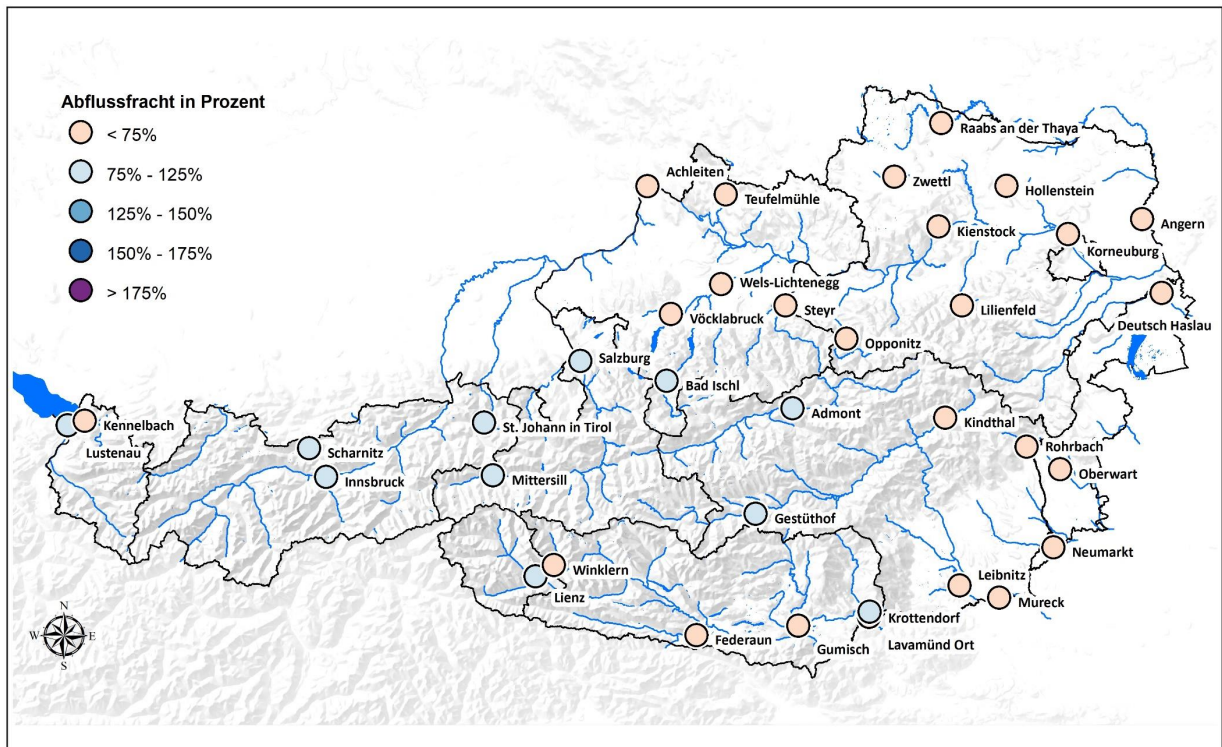 Abflussfracht in Prozent
< 75%
75% - 125%
125% - 150%
150% - 175%
> 175%
Raabs an der Thaya
Achleiten
Zwettl
Hollenstein
Teufelmühle
Angern
Kienstock
Korneuburg
Wels-Lichtenegg
Steyr
Lilienfeld
Vöcklabruck
Deutsch Haslau
Opponitz
Salzburg
Bad Ischl
Admont
Kindthal
Kennelbach
St. Johann in Tirol
Lustenau
Scharnitz
Rohrbach
Innsbruck
Mittersill
Oberwart
Gestüthof
Neumarkt
Winklern
Leibnitz
Lienz
Mureck
Krottendorf
Federaun
Gumisch
Lavamünd Ort
N
W E
S